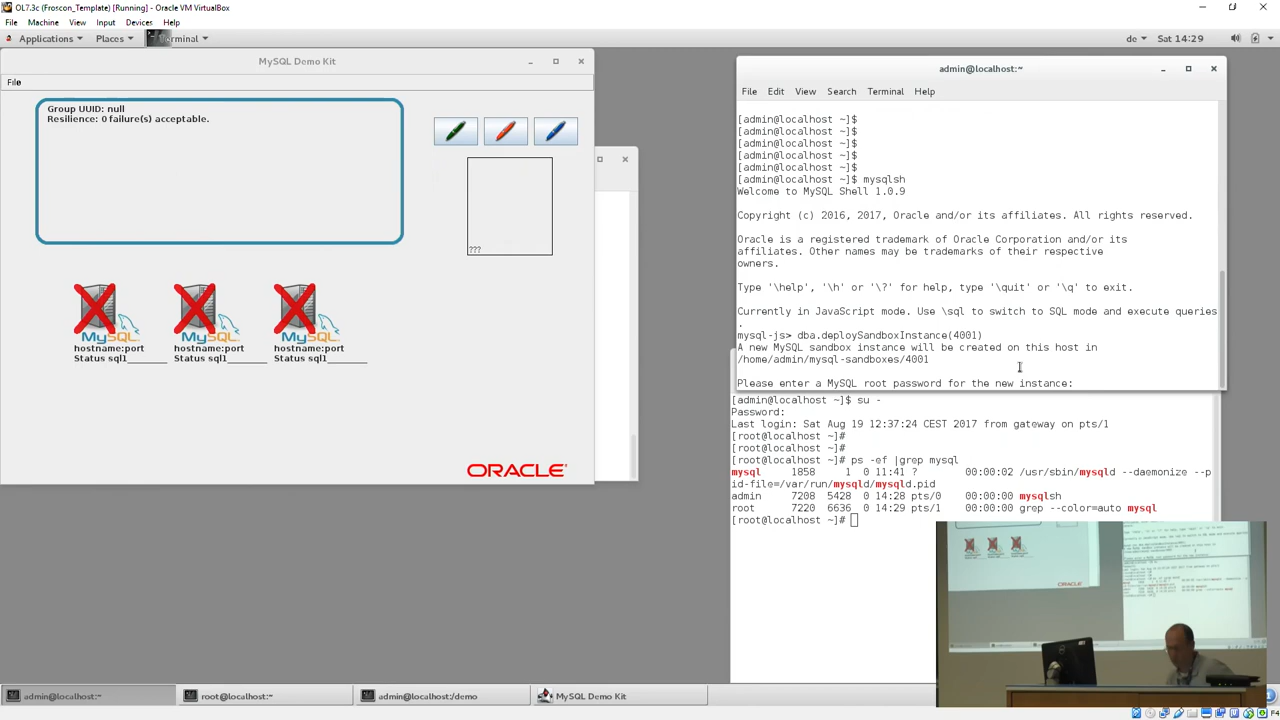 OL7.3c (Froscon_Template) [Running] - Oracle VM VirtualBox
File Machine View Input Devices Help
Applications Places Terminal de Sat 14:29
MySQL Demo Kit
File
Group UUID: null
Resilience: 0 failure(s) acceptable.
???
MySQL MySQL MySQL
hostname:port hostname:port hostname:port
Status sql1______ Status sql1______ Status sql1______
ORACLE
admin@localhost:~
File Edit View Search Terminal Help
[admin@localhost ~]$
[admin@localhost ~]$
[admin@localhost ~]$
[admin@localhost ~]$
[admin@localhost ~]$
[admin@localhost ~]$ mysqlsh
Welcome to MySQL Shell 1.0.9
Copyright (c) 2016, 2017, Oracle and/or its affiliates. All rights reserved.
Oracle is a registered trademark of Oracle Corporation and/or its
affiliates. Other names may be trademarks of their respective
owners.
Type '\help', '\h' or '\?' for help, type '\quit' or '\q' to exit.
Currently in JavaScript mode. Use \sql to switch to SQL mode and execute queries
.
mysql-js> dba.deploySandboxInstance(4001)
A new MySQL sandbox instance will be created on this host in
/home/admin/mysql-sandboxes/4001
Please enter a MySQL root password for the new instance:
[admin@localhost ~]$ su -
Password:
Last login: Sat Aug 19 12:37:24 CEST 2017 from gateway on pts/1
[root@localhost ~]#
[root@localhost ~]#
[root@localhost ~]# ps -ef |grep mysql
mysql 1858 1 0 11:41 ? 00:00:02 /usr/sbin/mysqld --daemonize --p
id-file=/var/run/mysqld/mysqld.pid
admin 7208 5428 0 14:28 pts/0 00:00:00 mysqlsh
root 7220 6636 0 14:29 pts/1 00:00:00 grep --color=auto mysql
[root@localhost ~]#
ORACLE
admin@localhost:~ root@localhost:~ admin@localhost:/demo MySQL Demo Kit
F4